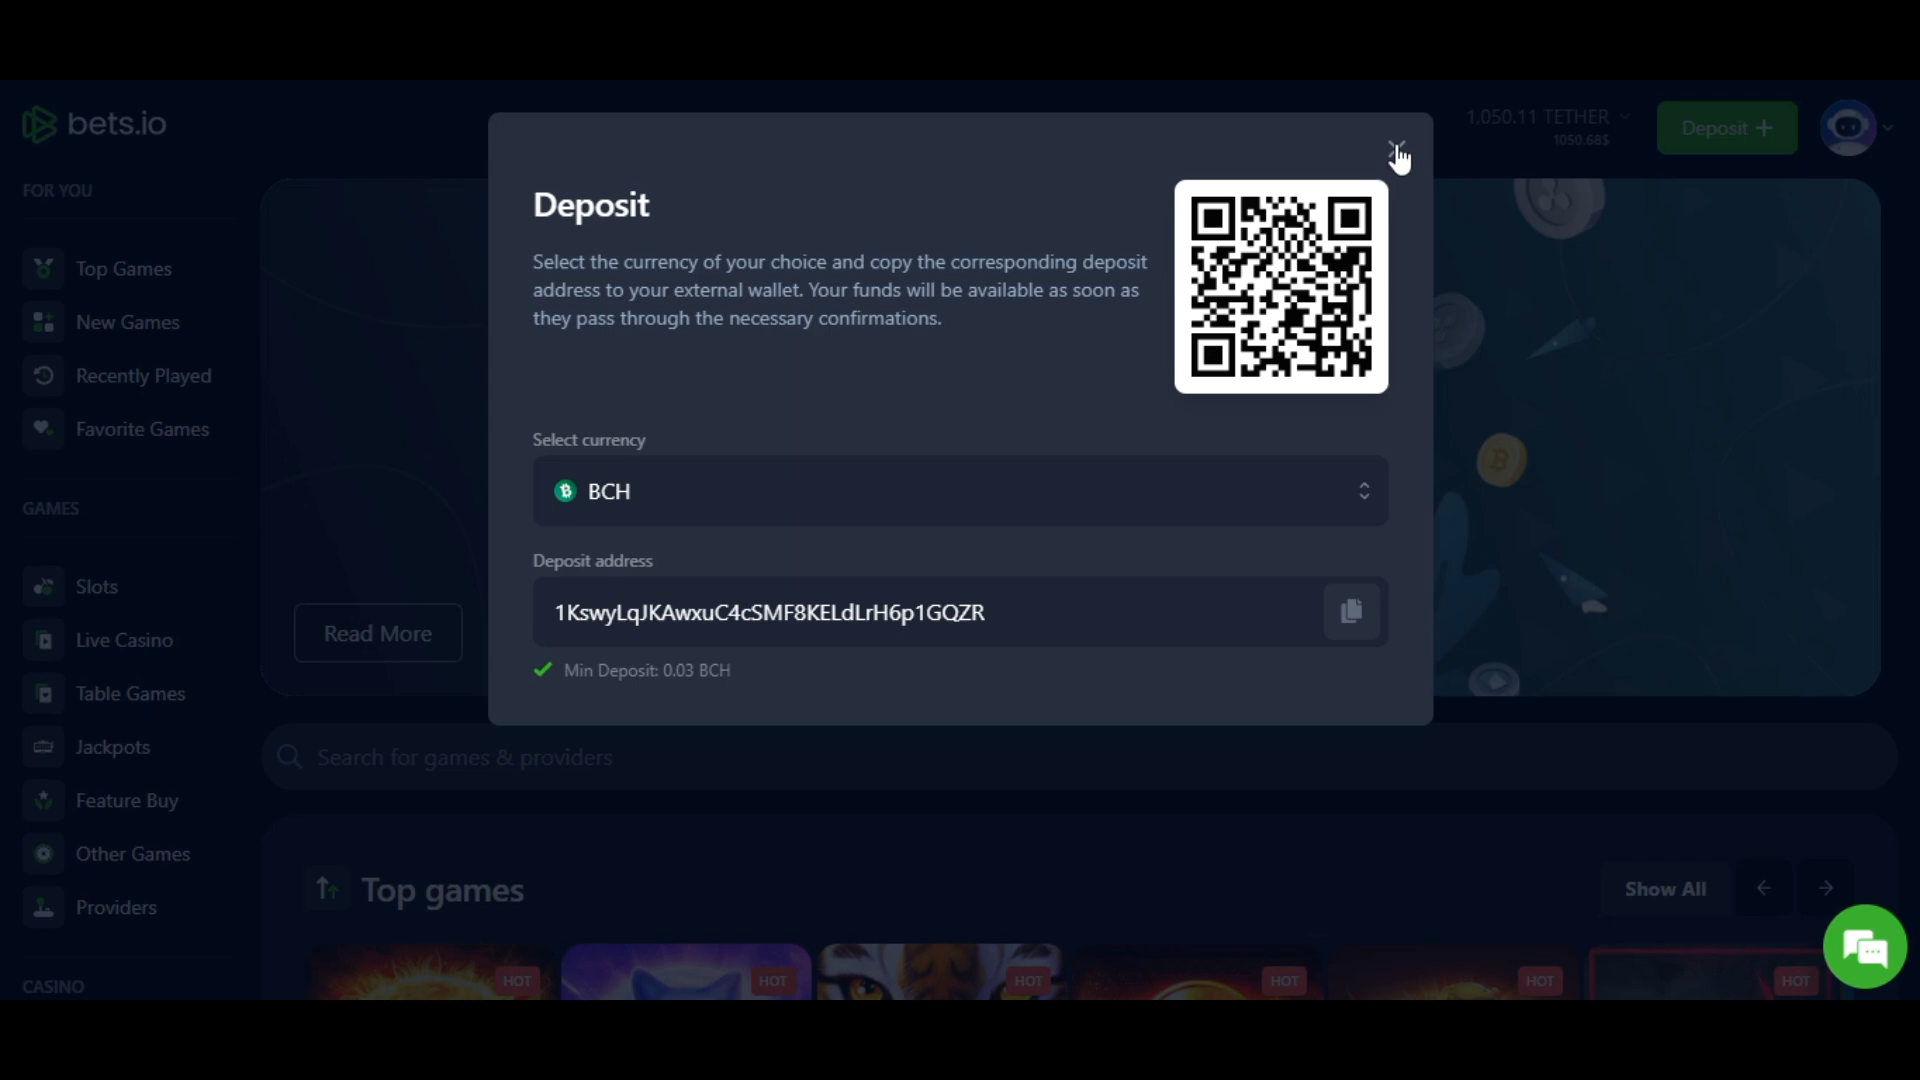 bets.io
1,050.11 TETHER
1050.68$
Deposit +
FOR YOU
Top Games
New Games
Recently Played
Favorite Games
GAMES
Slots
Live Casino
Table Games
Jackpots
Feature Buy
Other Games
Providers
CASINO
Deposit
Select the currency of your choice and copy the corresponding deposit
address to your external wallet. Your funds will be available as soon as
they pass through the necessary confirmations.
Select currency
BCH
Deposit address
1KswyLqJKAwxuC4cSMF8KELdLrH6p1GQZR
Min Deposit: 0.03 BCH
Read More
Search for games & providers
Top games
Show All
HOT
HOT
HOT
HOT
HOT
HOT